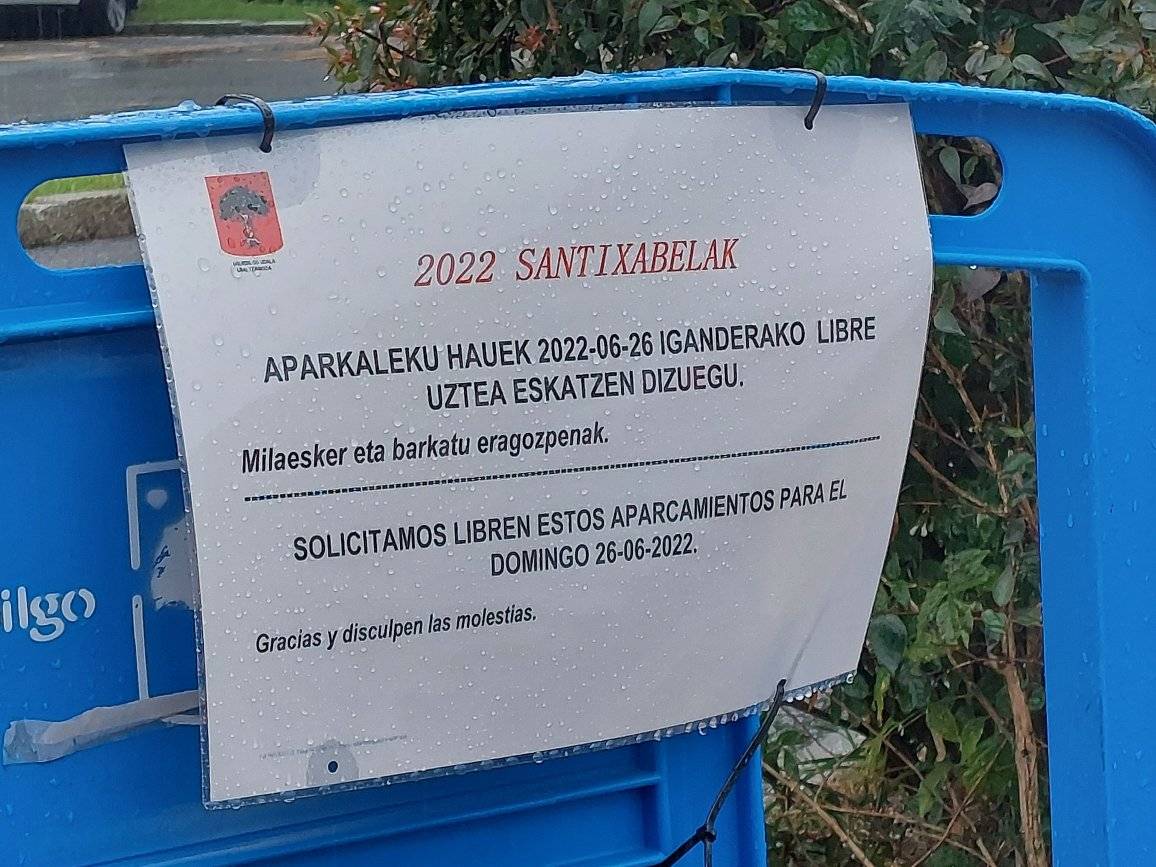 2022 SANTIXABELAK
APARKALEKU HAUEK 2022-06-26 IGANDERAKO LIBRE
UZTEA ESKATZEN DIZUEGU.
Milaesker eta barkatu eragozpenak.
SOLICITAMOS LIBREN ESTOS APARCAMIENTOS PARA EL
DOMINGO 26-06-2022.
Gracias y disculpen las molestias.
ilgo